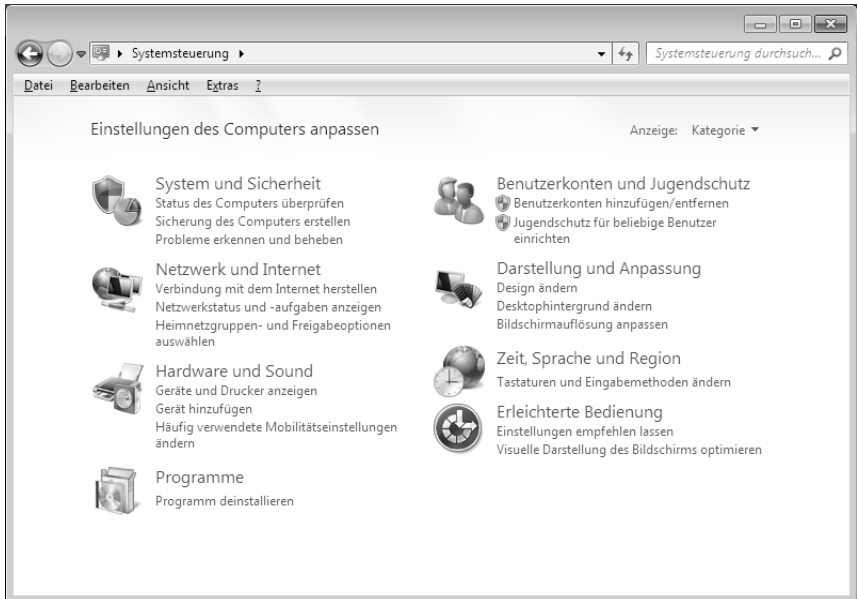 Systemsteuerung
Systemsteuerung durchsuch...
Datei Bearbeiten Ansicht Extras ?
Einstellungen des Computers anpassen
Anzeige: Kategorie
System und Sicherheit
Status des Computers überprüfen
Sicherung des Computers erstellen
Probleme erkennen und beheben
Netzwerk und Internet
Verbindung mit dem Internet herstellen
Netzwerkstatus und -aufgaben anzeigen
Heimnetzgruppen- und Freigabeoptionen
auswählen
Hardware und Sound
Geräte und Drucker anzeigen
Gerät hinzufügen
Häufig verwendete Mobilitätseinstellungen
ändern
Programme
Programm deinstallieren
Benutzerkonten und Jugendschutz
Benutzerkonten hinzufügen/entfernen
Jugendschutz für beliebige Benutzer
einrichten
Darstellung und Anpassung
Design ändern
Desktophintergrund ändern
Bildschirmauflösung anpassen
Zeit, Sprache und Region
Tastaturen und Eingabemethoden ändern
Erleichterte Bedienung
Einstellungen empfehlen lassen
Visuelle Darstellung des Bildschirms optimieren